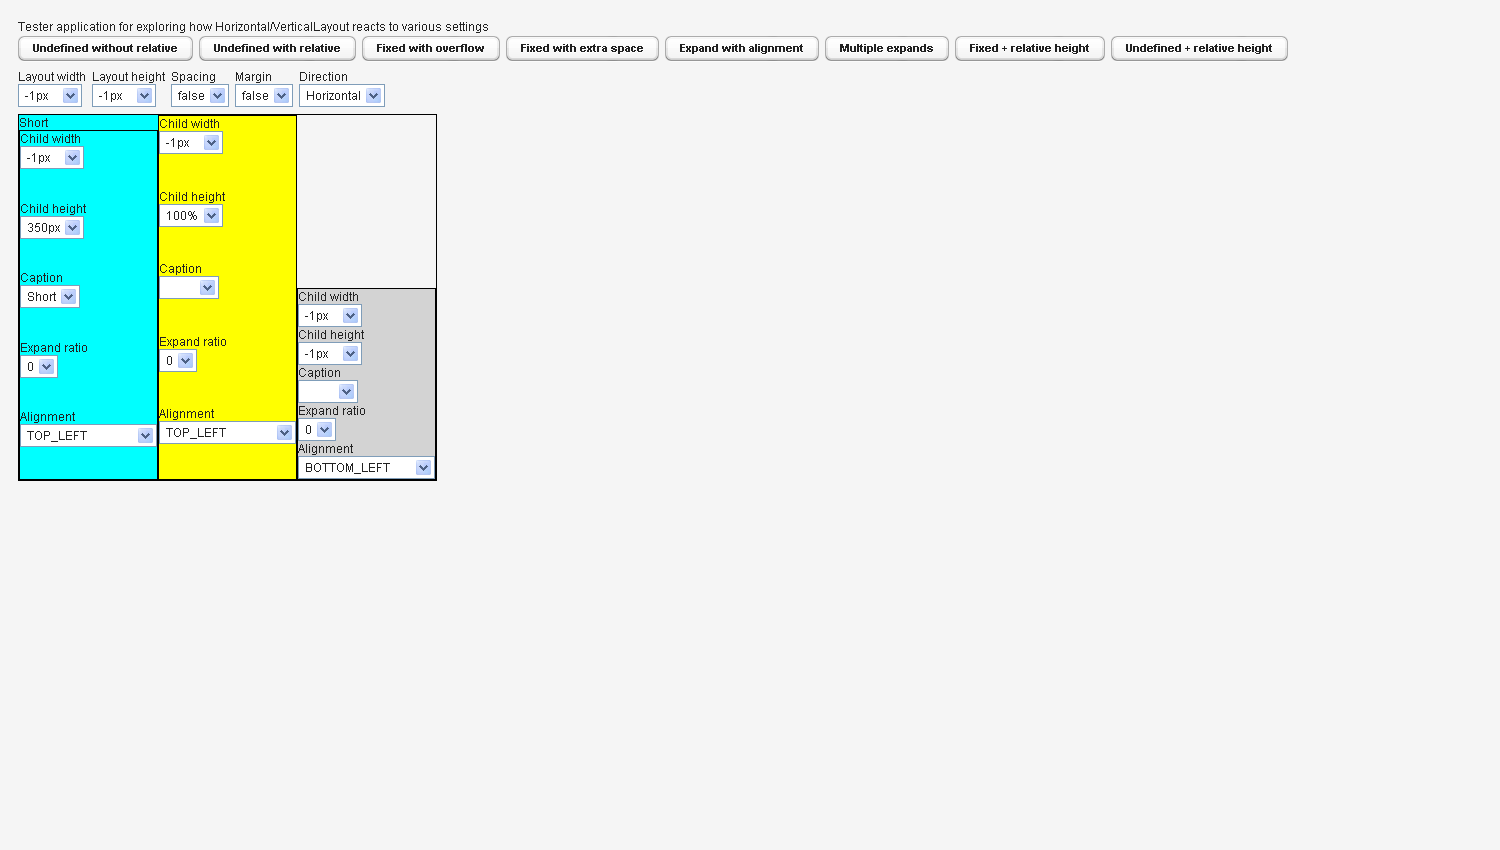 Tester application for exploring how Horizontal/VerticalLayout reacts to various settings
Undefined without relative Undefined with relative Fixed with overflow Fixed with extra space Expand with alignment Multiple expands Fixed + relative height Undefined + relative height
Layout width Layout height Spacing Margin Direction
-1px -1px false false Horizontal
Short
Child width
-1px
Child height
350px
Caption
Short
Expand ratio
0
Alignment
TOP_LEFT
Child width
-1px
Child height
100%
Caption
Expand ratio
0
Alignment
TOP_LEFT
Child width
-1px
Child height
-1px
Caption
Expand ratio
0
Alignment
BOTTOM_LEFT